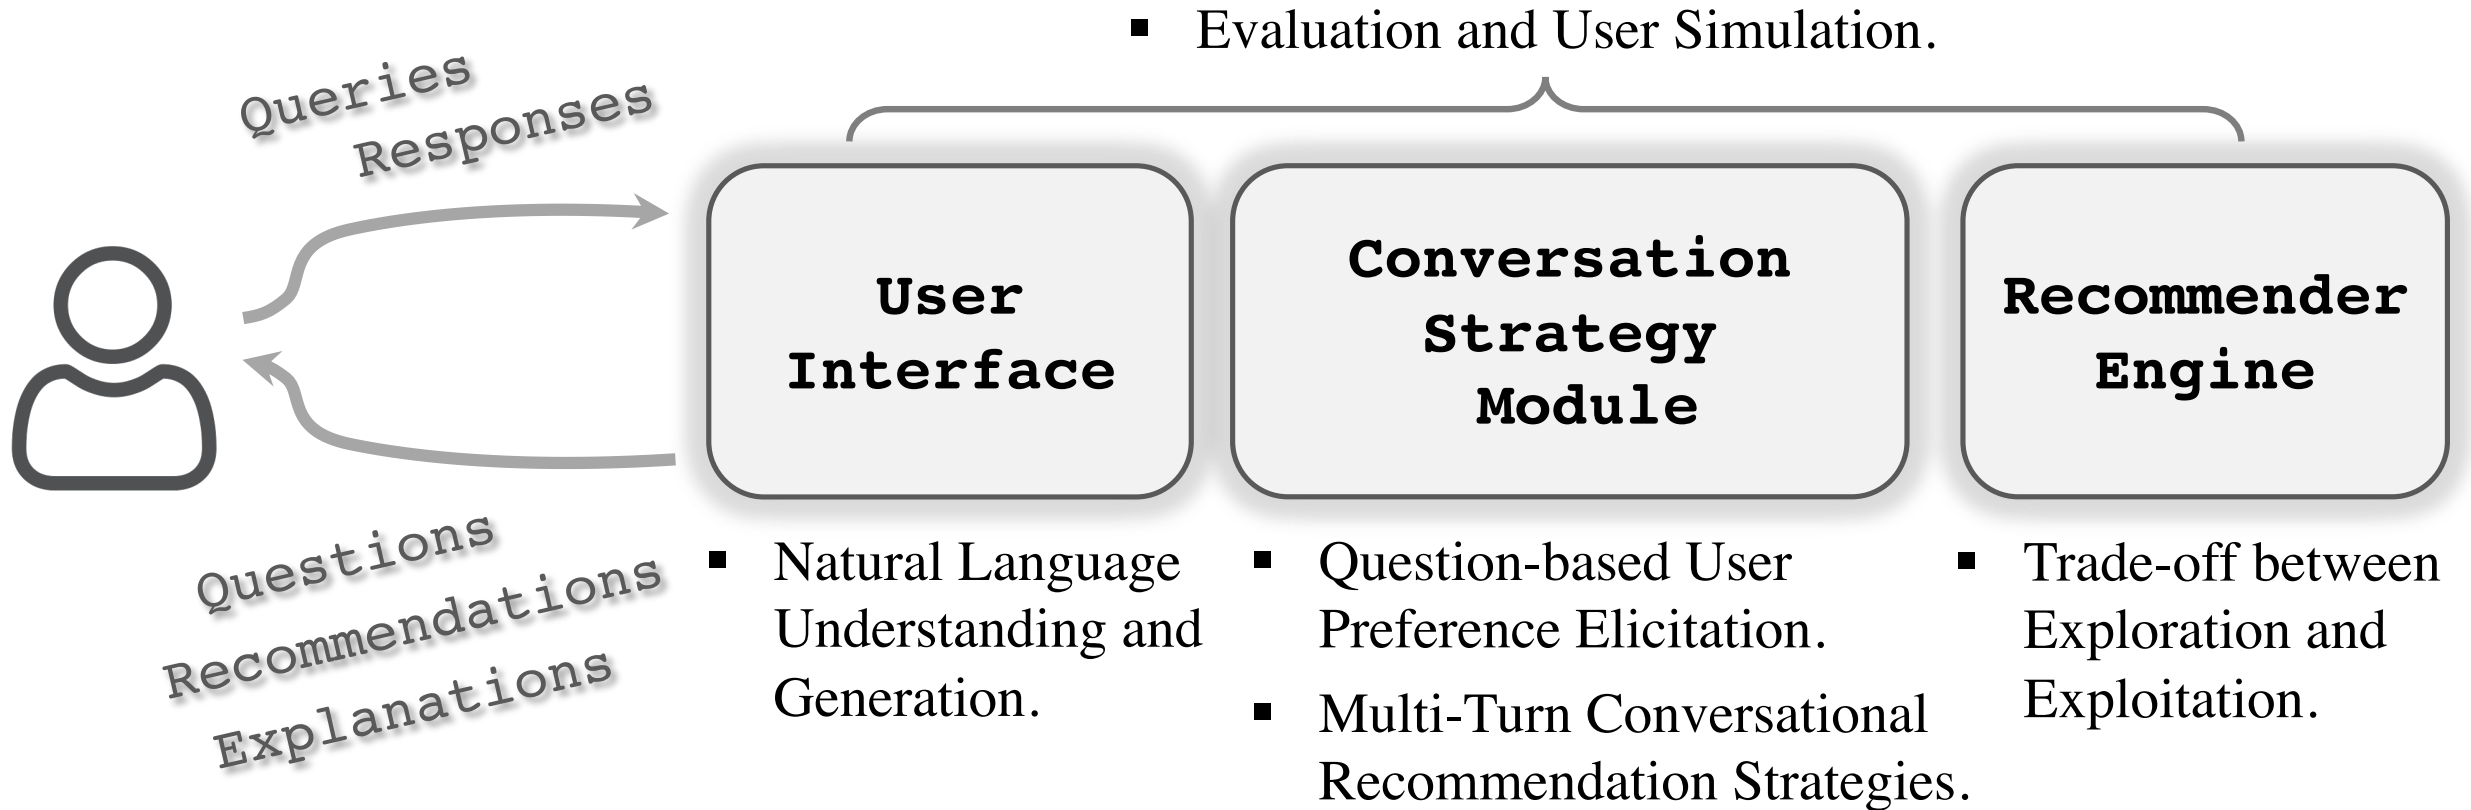 ▪ Evaluation and User Simulation.
Queries
Responses
User
Interface
Conversation
Strategy
Module
Recommender
Engine
Questions
Recommendations
Explanations
▪ Natural Language
Understanding and
Generation.
▪ Question-based User
Preference Elicitation.
▪ Multi-Turn Conversational
Recommendation Strategies.
▪ Trade-off between
Exploration and
Exploitation.